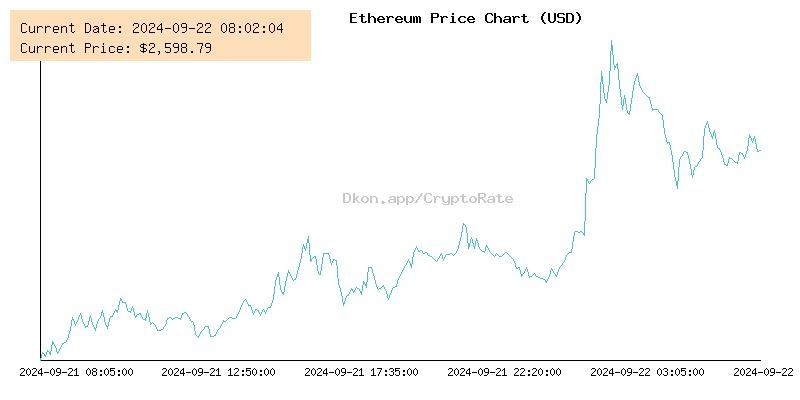 Ethereum Price Chart (USD)
Current Date: 2024-09-22 08:02:04
Current Price: $2,598.79
Dkon.app/CryptoRate
2024-09-21 08:05:00 2024-09-21 12:50:00 2024-09-21 17:35:00 2024-09-21 22:20:00 2024-09-22 03:05:00 2024-09-22